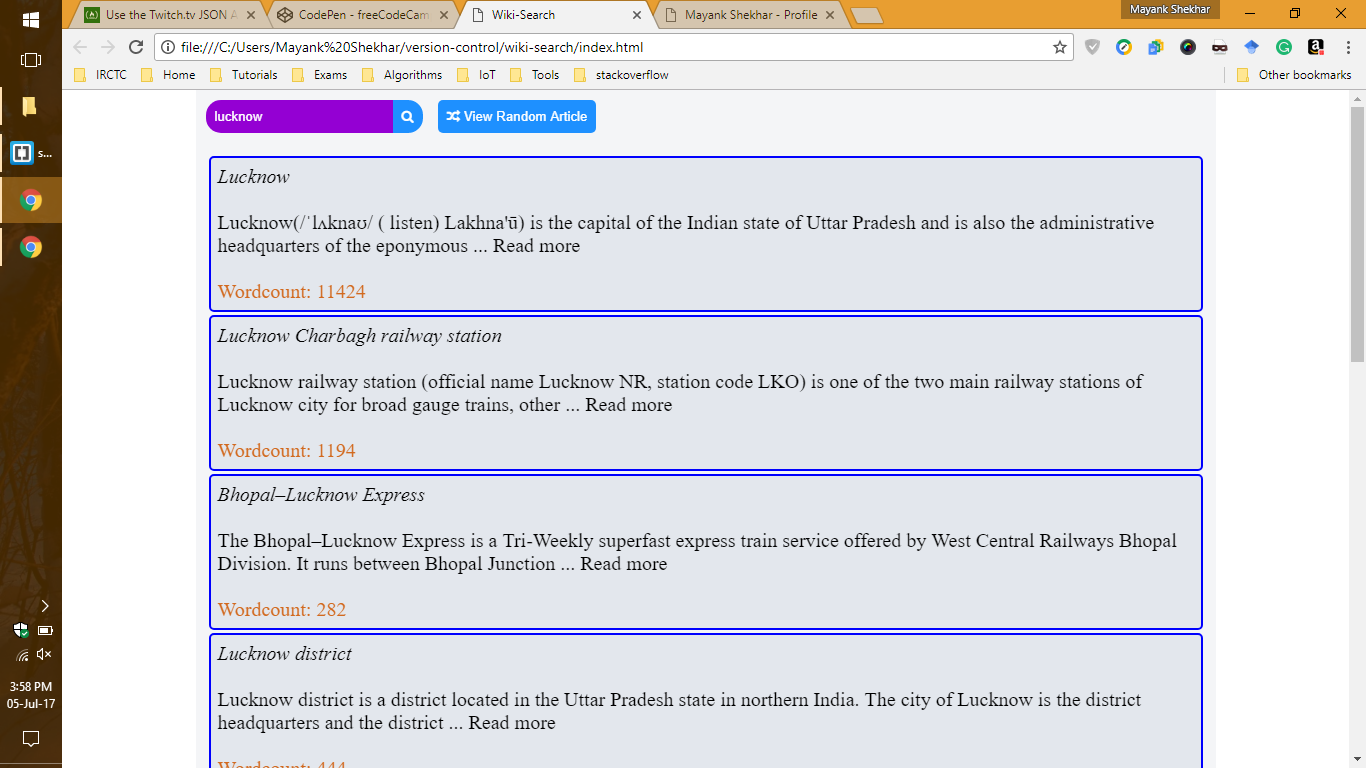 Use the Twitch.tv JSON A
CodePen - freeCodeCam
Wiki-Search
Mayank Shekhar - Profile
Mayank Shekhar
file:///C:/Users/Mayank%20Shekhar/version-control/wiki-search/index.html
IRCTC
Home
Tutorials
Exams
Algorithms
IoT
Tools
stackoverflow
Other bookmarks
lucknow
View Random Article
Lucknow
Lucknow(/ˈlʌknaʊ/ ( listen) Lakhna'ū) is the capital of the Indian state of Uttar Pradesh and is also the administrative
headquarters of the eponymous ... Read more
Wordcount: 11424
Lucknow Charbagh railway station
Lucknow railway station (official name Lucknow NR, station code LKO) is one of the two main railway stations of
Lucknow city for broad gauge trains, other ... Read more
Wordcount: 1194
Bhopal–Lucknow Express
The Bhopal–Lucknow Express is a Tri-Weekly superfast express train service offered by West Central Railways Bhopal
Division. It runs between Bhopal Junction ... Read more
Wordcount: 282
Lucknow district
Lucknow district is a district located in the Uttar Pradesh state in northern India. The city of Lucknow is the district
headquarters and the district ... Read more
Wordcount: 444
s...
3:58 PM
05-Jul-17